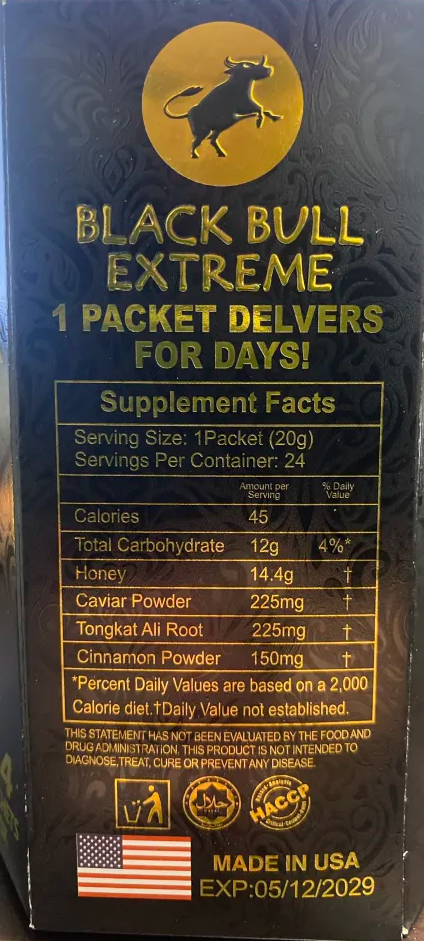 BLACK BULL
EXTREME
1 PACKET DELVERS
FOR DAYS!
Supplement Facts
Serving Size: 1Packet (20g)
Servings Per Container: 24
Amount per Serving % Daily Value
Calories 45
Total Carbohydrate 12g 4%*
Honey 14.4g †
Caviar Powder 225mg †
Tongkat Ali Root 225mg †
Cinnamon Powder 150mg †
*Percent Daily Values are based on a 2,000
Calorie diet.†Daily Value not established.
THIS STATEMENT HAS NOT BEEN EVALUATED BY THE FOOD AND
DRUG ADMINISTRATION. THIS PRODUCT IS NOT INTENDED TO
DIAGNOSE,TREAT, CURE OR PREVENT ANY DISEASE.
حلال
HACCP
MADE IN USA
EXP:05/12/2029